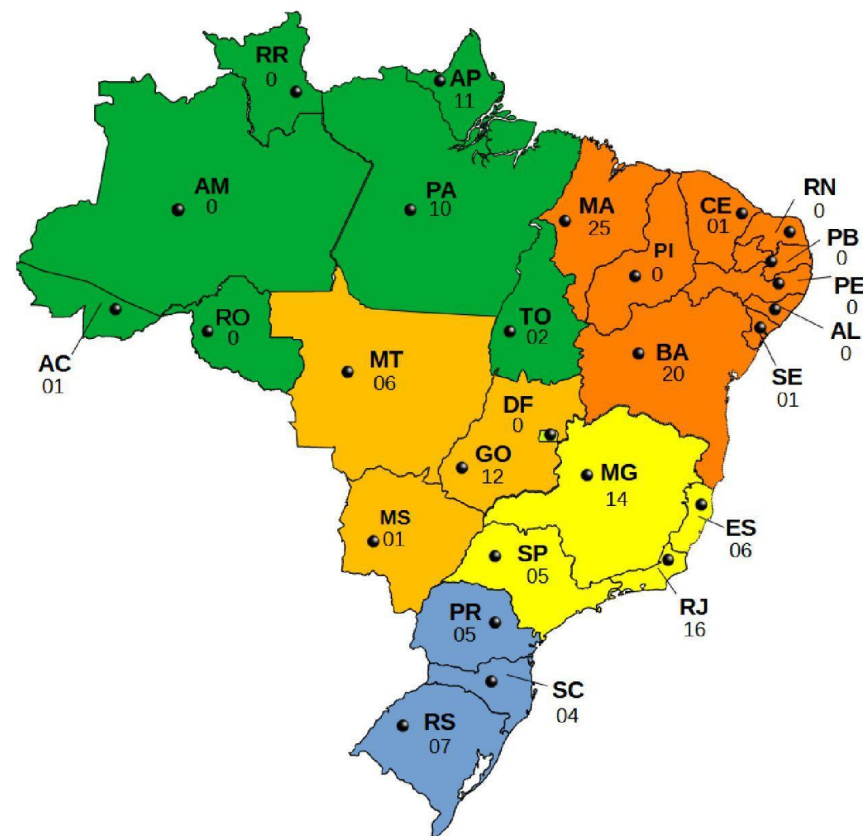 RR
0
AP
11
AM
0
PA
10
MA
25
CE
01
RN
0
PI
0
PB
0
PE
0
AL
0
SE
01
AC
01
RO
0
TO
02
MT
06
BA
20
DF
0
GO
12
MG
14
ES
06
MS
01
SP
05
RJ
16
PR
05
SC
04
RS
07